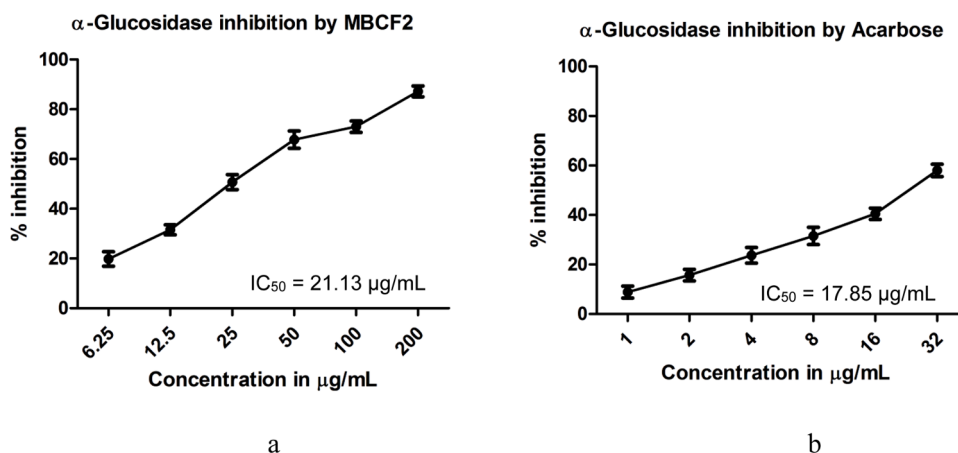 α-Glucosidase inhibition by MBCF2
100
80
60
40
20
0
% inhibition
IC50 = 21.13 µg/mL
6.25
12.5
25
50
100
200
Concentration in µg/mL
a
α-Glucosidase inhibition by Acarbose
100
80
60
40
20
0
% inhibition
IC50 = 17.85 µg/mL
1
2
4
8
16
32
Concentration in µg/mL
b